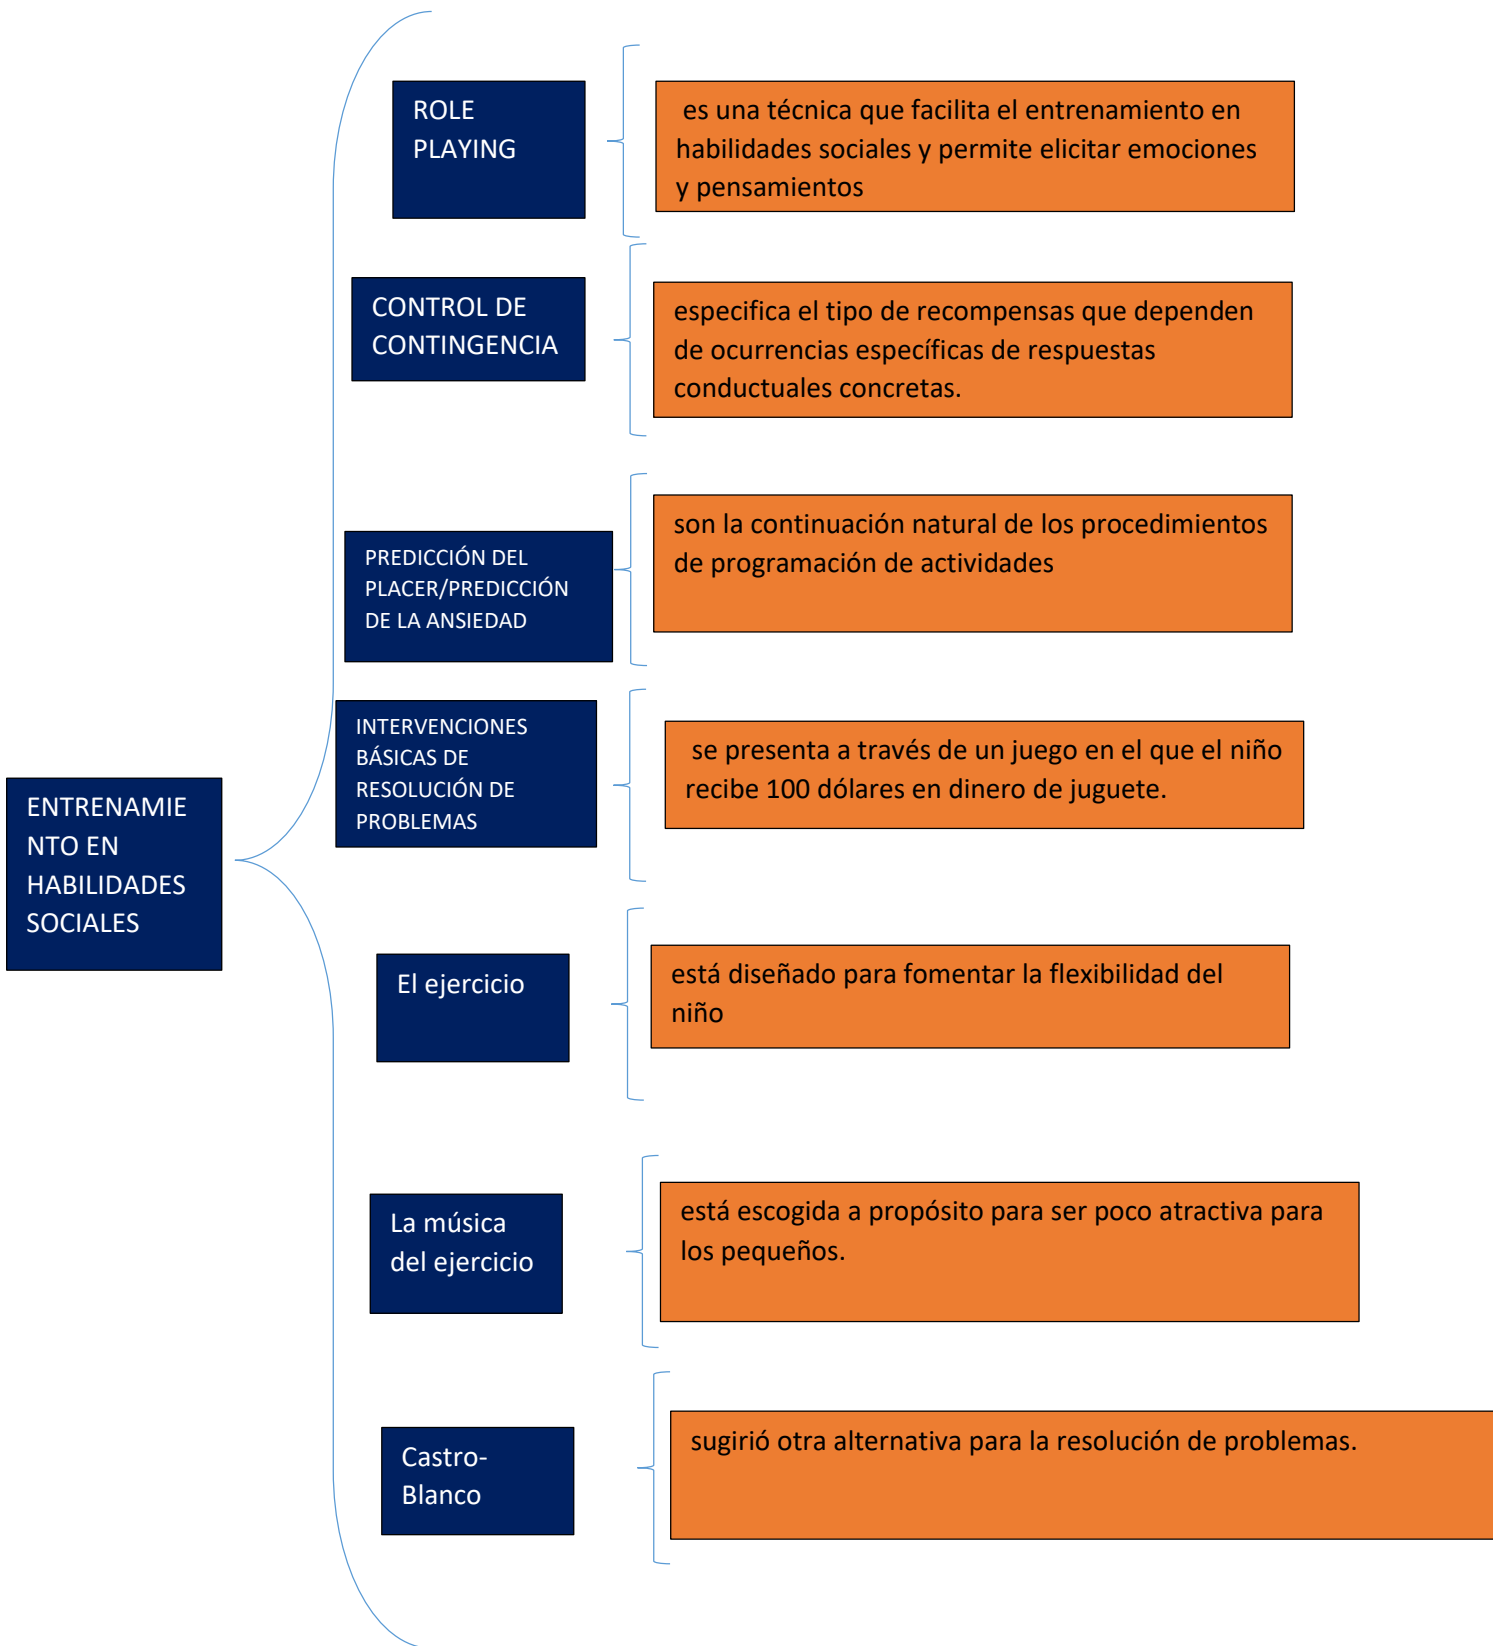 ROLE
PLAYING
es una técnica que facilita el entrenamiento en
habilidades sociales y permite elicitar emociones
y pensamientos
CONTROL DE
CONTINGENCIA
especifica el tipo de recompensas que dependen
de ocurrencias específicas de respuestas
conductuales concretas.
PREDICCIÓN DEL
PLACER/PREDICCIÓN
DE LA ANSIEDAD
son la continuación natural de los procedimientos
de programación de actividades
INTERVENCIONES
BÁSICAS DE
RESOLUCIÓN DE
PROBLEMAS
se presenta a través de un juego en el que el niño
recibe 100 dólares en dinero de juguete.
ENTRENAMIE
NTO EN
HABILIDADES
SOCIALES
El ejercicio
está diseñado para fomentar la flexibilidad del
niño
La música
del ejercicio
está escogida a propósito para ser poco atractiva para
los pequeños.
Castro-
Blanco
sugirió otra alternativa para la resolución de problemas.